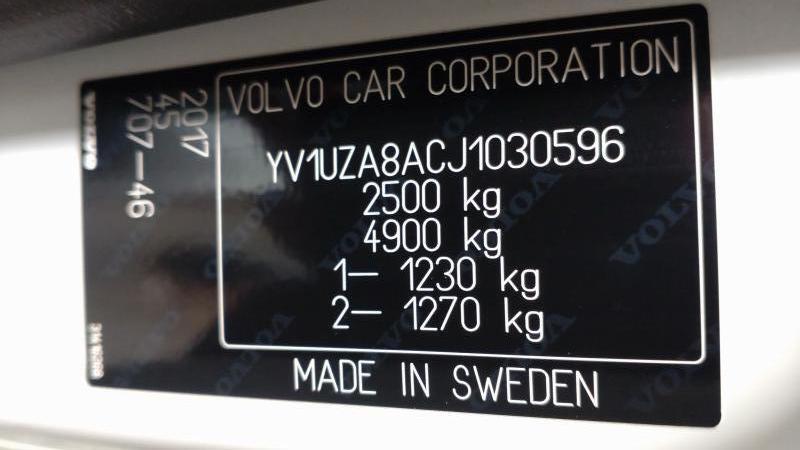 VOLVO CAR CORPORATION
YV1UZA8ACJ1030596
2500 kg
4900 kg
1– 1230 kg
2– 1270 kg
MADE IN SWEDEN
2017
45
707–46
VOLVO